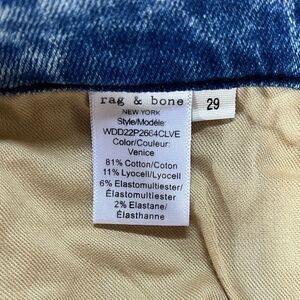 rag & bone
NEW YORK
Style/Modéle:
WDD22P2664CLVE
Color/Couleur:
Venice
81% Cotton/Coton
11% Lyocell/Lyocell
6% Elastomultiester/
Élastomultiester
2% Elastane/
Élasthanne
29